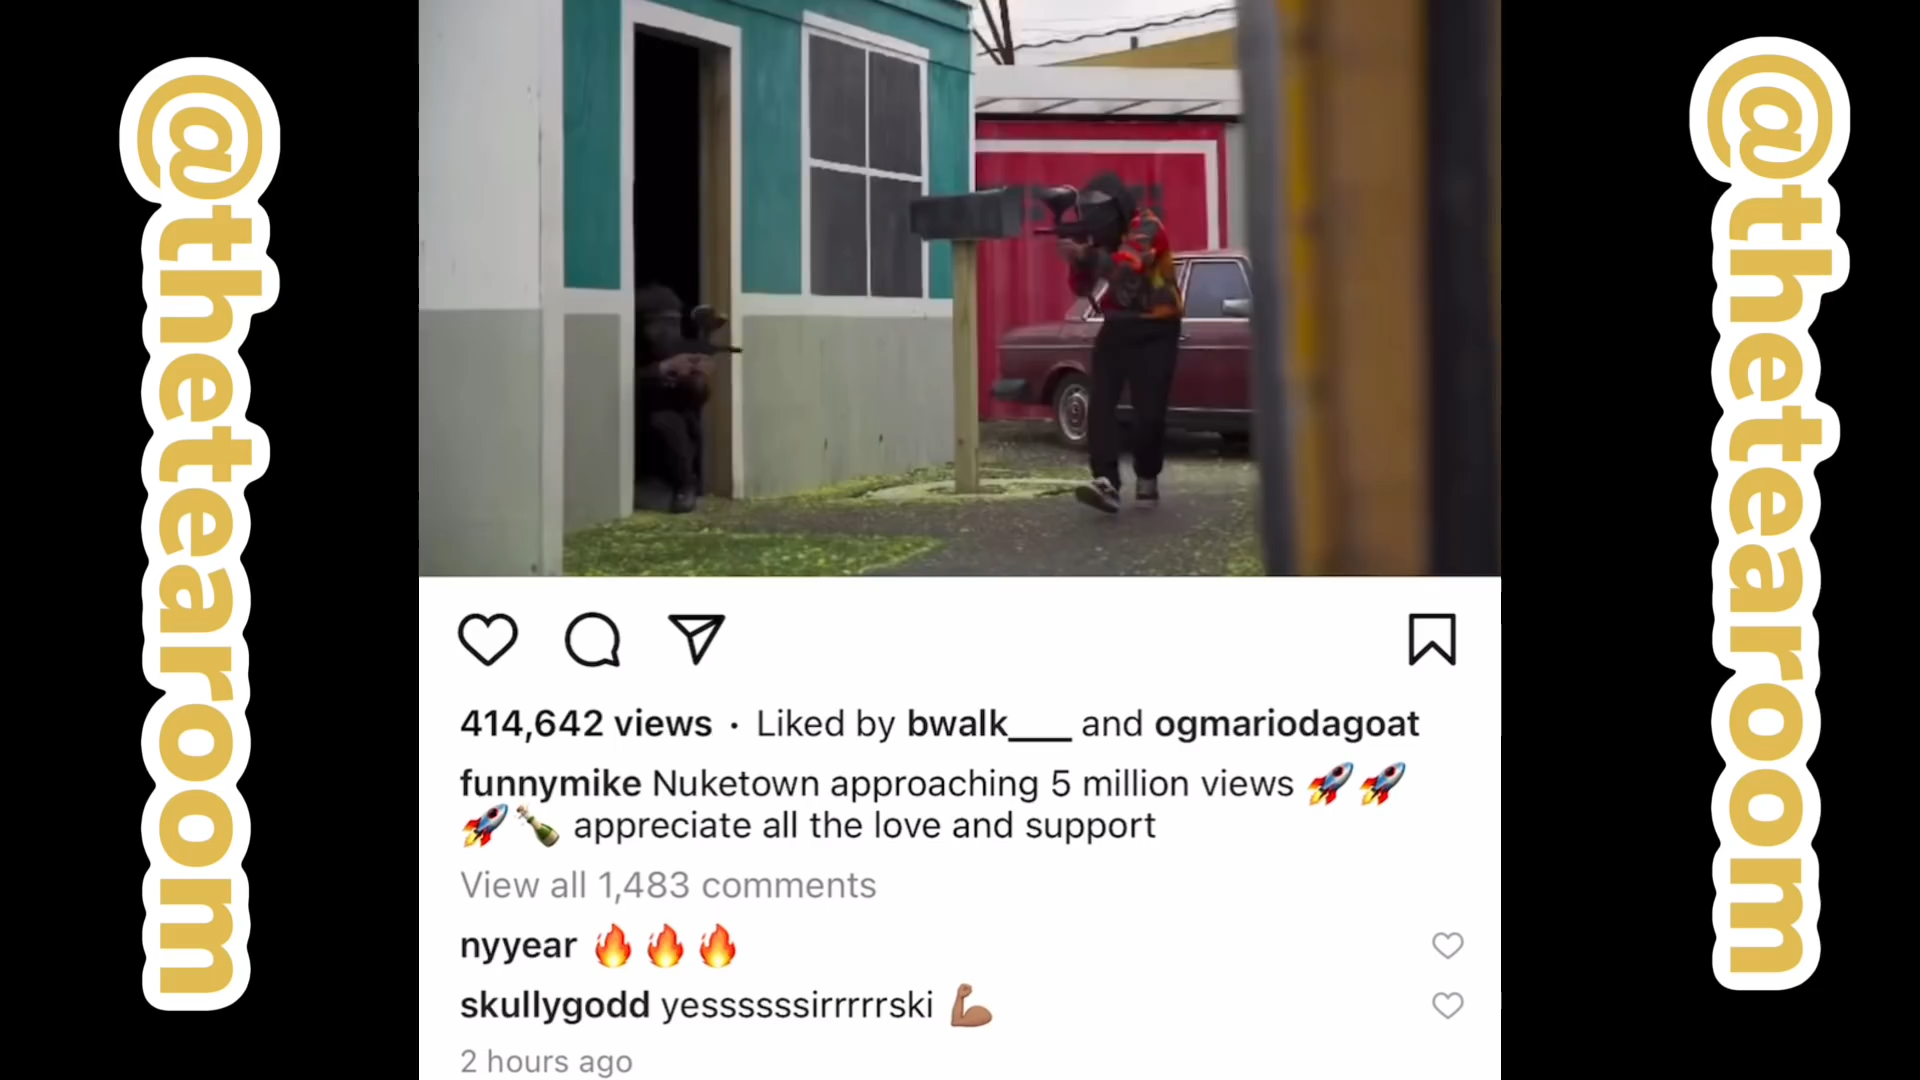 @thetearoom
414,642 views · Liked by bwalk___ and ogmariodagoat
funnymike Nuketown approaching 5 million views 🚀 🚀
🚀🍾 appreciate all the love and support
View all 1,483 comments
nyyear 🔥 🔥 🔥
skullygodd yessssssirrrrrski 💪🏽
2 hours ago
@thetearoom